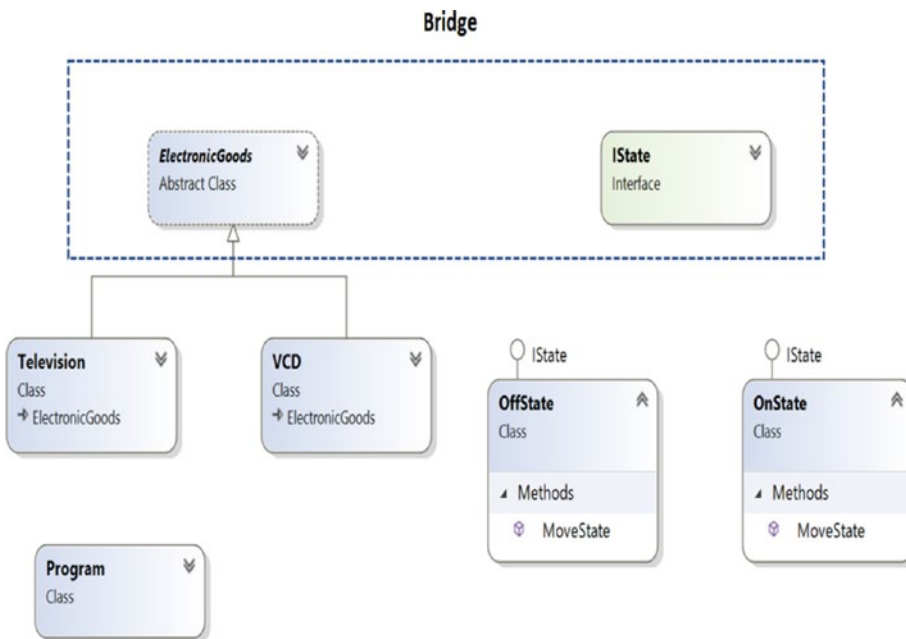 Bridge
ElectronicGoods
Abstract Class
IState
Interface
Television
Class
ElectronicGoods
VCD
Class
ElectronicGoods
IState
OffState
Class
Methods
MoveState
IState
OnState
Class
Methods
MoveState
Program
Class